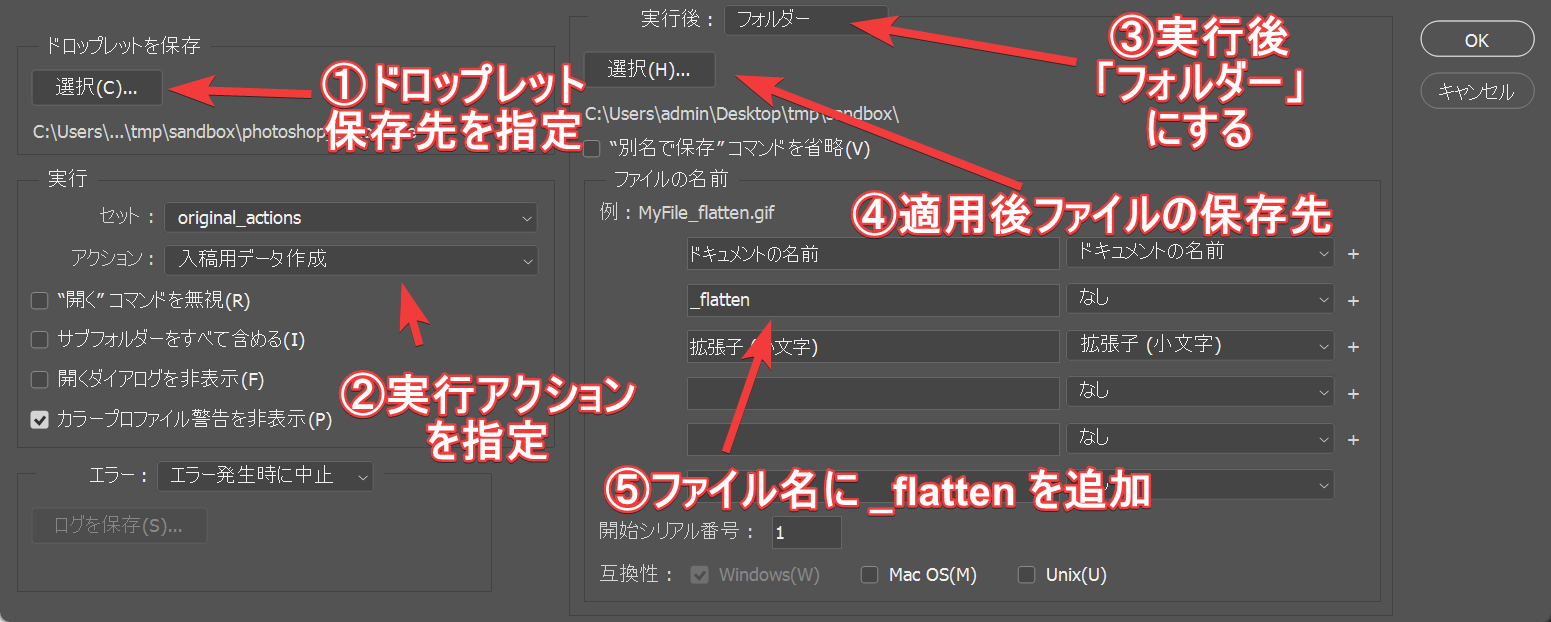 ドロップレットを保存
選択(C)...
C:\Users\...\tmp\sandbox\photoshop_
①ドロップレット
保存先を指定
実行
セット： original_actions
アクション： 入稿用データ作成
“開く” コマンドを無視(R)
サブフォルダーをすべて含める(I)
開くダイアログを非表示(F)
カラープロファイル警告を非表示(P)
②実行アクション
を指定
エラー： エラー発生時に中止
ログを保存(S)...
実行後： フォルダー
選択(H)...
C:\Users\admin\Desktop\tmp\sandbox\
“別名で保存” コマンドを省略(V)
③実行後
「フォルダー」
にする
④適用後ファイルの保存先
ファイルの名前
例：MyFile_flatten.gif
ドキュメントの名前 ドキュメントの名前 +
_flatten なし +
拡張子 (小文字) 拡張子 (小文字) +
なし +
なし +
⑤ファイル名に _flatten を追加
開始シリアル番号： 1
互換性： Windows(W) Mac OS(M) Unix(U)
OK
キャンセル